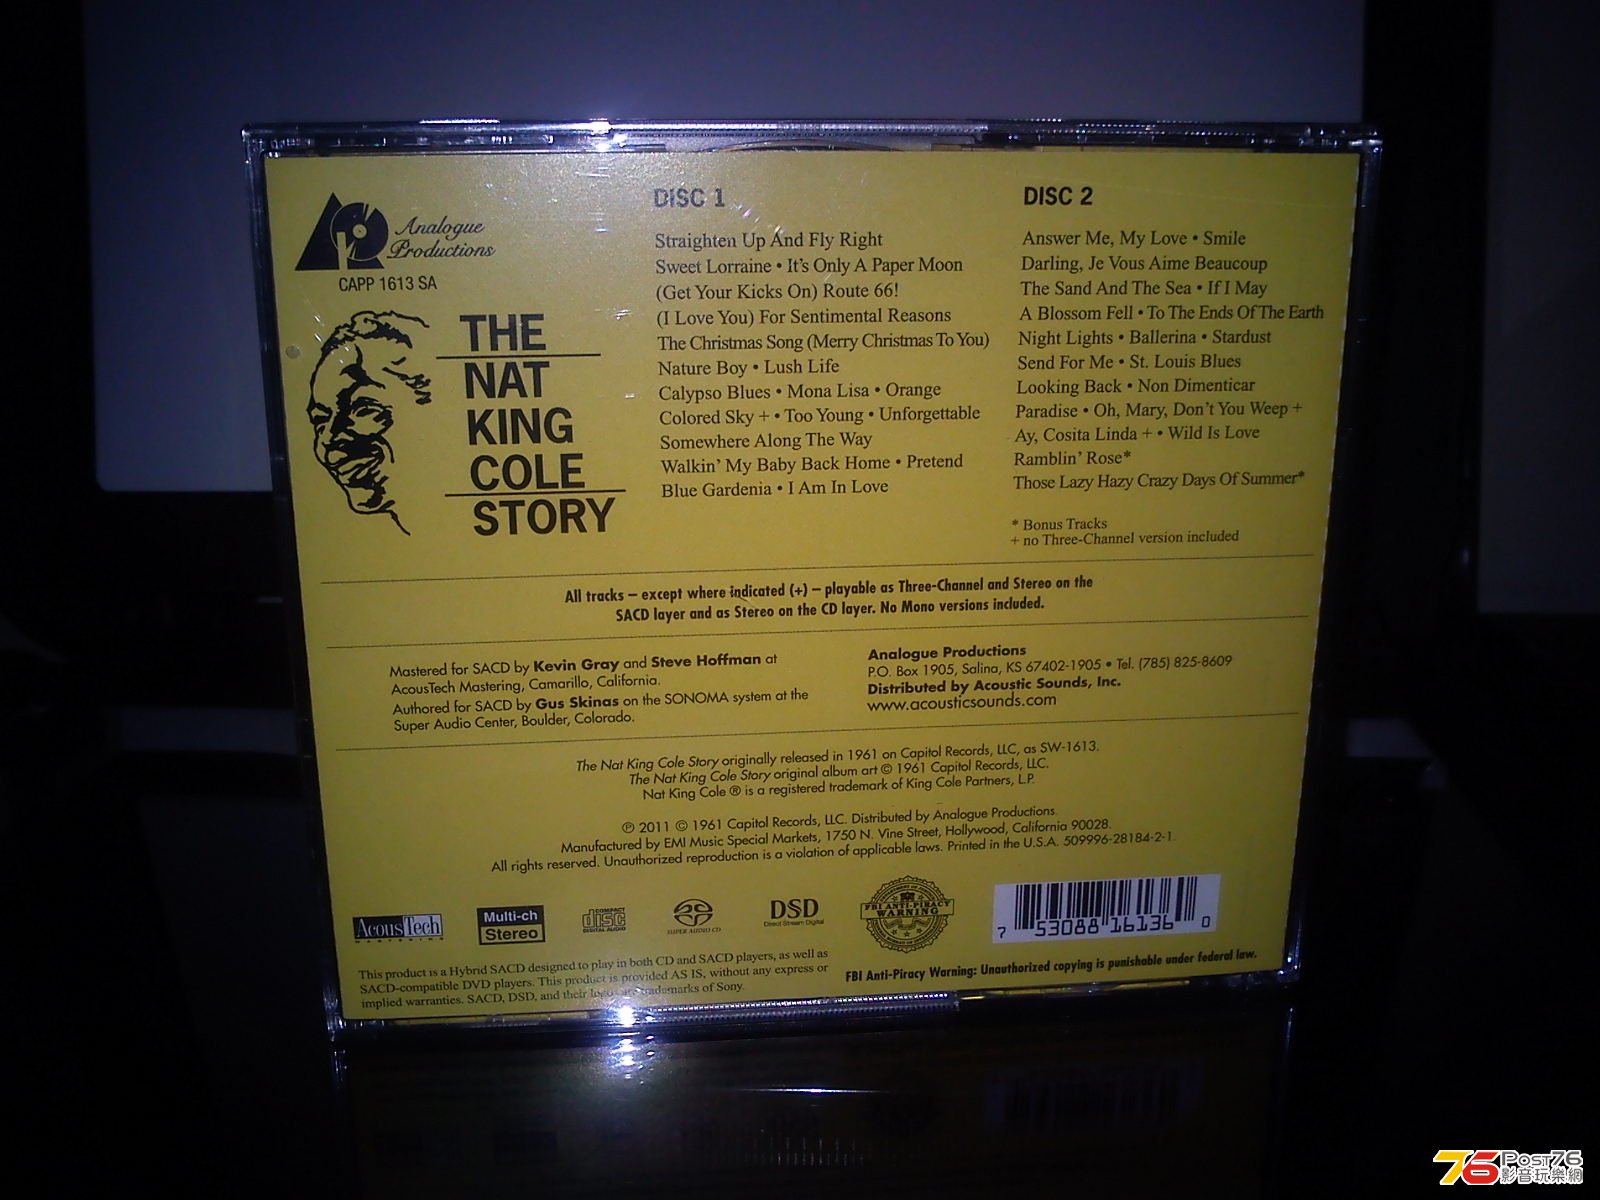 Analogue
Productions
CAPP 1613 SA
THE
NAT
KING
COLE
STORY
DISC 1
Straighten Up And Fly Right
Sweet Lorraine • It's Only A Paper Moon
(Get Your Kicks On) Route 66!
(I Love You) For Sentimental Reasons
The Christmas Song (Merry Christmas To You)
Nature Boy • Lush Life
Calypso Blues • Mona Lisa • Orange
Colored Sky + • Too Young • Unforgettable
Somewhere Along The Way
Walkin' My Baby Back Home • Pretend
Blue Gardenia • I Am In Love
DISC 2
Answer Me, My Love • Smile
Darling, Je Vous Aime Beaucoup
The Sand And The Sea • If I May
A Blossom Fell • To The Ends Of The Earth
Night Lights • Ballerina • Stardust
Send For Me • St. Louis Blues
Looking Back • Non Dimenticar
Paradise • Oh, Mary, Don't You Weep +
Ay, Cosita Linda + • Wild Is Love
Ramblin' Rose*
Those Lazy Hazy Crazy Days Of Summer*
* Bonus Tracks
+ no Three-Channel version included
All tracks – except where indicated (+) – playable as Three-Channel and Stereo on the
SACD layer and as Stereo on the CD layer. No Mono versions included.
Mastered for SACD by Kevin Gray and Steve Hoffman at
AcousTech Mastering, Camarillo, California.
Authored for SACD by Gus Skinas on the SONOMA system at the
Super Audio Center, Boulder, Colorado.
Analogue Productions
P.O. Box 1905, Salina, KS 67402-1905 • Tel. (785) 825-8609
Distributed by Acoustic Sounds, Inc.
www.acousticsounds.com
The Nat King Cole Story originally released in 1961 on Capitol Records, LLC, as SW-1613.
The Nat King Cole Story original album art © 1961 Capitol Records, LLC.
Nat King Cole ® is a registered trademark of King Cole Partners, L.P.
℗ 2011 © 1961 Capitol Records, LLC. Distributed by Analogue Productions.
Manufactured by EMI Music Special Markets, 1750 N. Vine Street, Hollywood, California 90028.
All rights reserved. Unauthorized reproduction is a violation of applicable laws. Printed in the U.S.A. 509996-28184-2-1.
AcousTech
MASTERING
Multi-ch
Stereo
COMPACT
disc
DIGITAL AUDIO
SUPER AUDIO CD
DSD
Direct Stream Digital
FBI ANTI-PIRACY
WARNING
7 53088 16136 0
This product is a Hybrid SACD designed to play in both CD and SACD players, as well as
SACD-compatible DVD players. This product is provided AS IS, without any express or
implied warranties. SACD, DSD, and their logos are trademarks of Sony.
FBI Anti-Piracy Warning: Unauthorized copying is punishable under federal law.
76 Post76
影音玩樂網